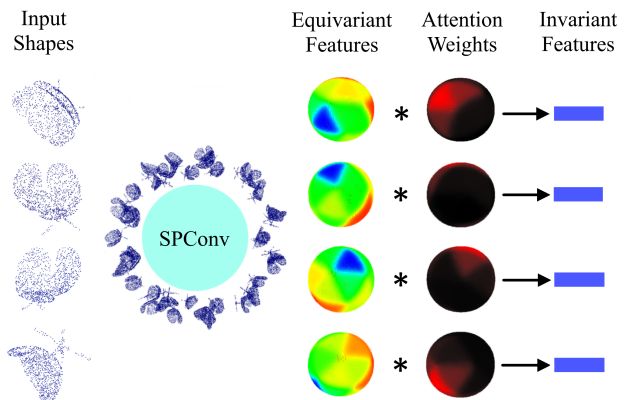 Input
Shapes
Equivariant
Features
Attention
Weights
Invariant
Features
SPConv
*
*
*
*